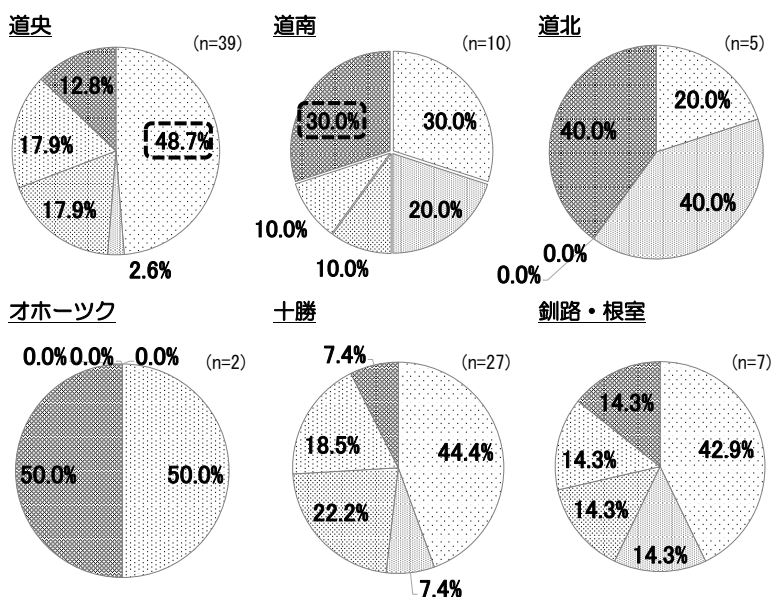 道央
(n=39)
12.8%
48.7%
17.9%
17.9%
2.6%
道南
(n=10)
30.0%
30.0%
20.0%
10.0%
10.0%
道北
(n=5)
20.0%
40.0%
40.0%
0.0%
0.0%
オホーツク
(n=2)
0.0%
0.0%
0.0%
50.0%
50.0%
十勝
(n=27)
7.4%
44.4%
18.5%
22.2%
7.4%
釧路・根室
(n=7)
14.3%
42.9%
14.3%
14.3%
14.3%